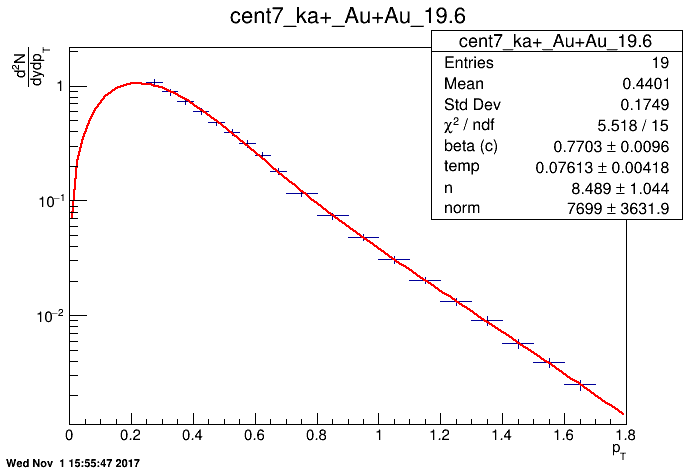 cent7_ka+_Au+Au_19.6
cent7_ka+_Au+Au_19.6
Entries 19
Mean 0.4401
Std Dev 0.1749
χ² / ndf 5.518 / 15
beta (c) 0.7703 ± 0.0096
temp 0.07613 ± 0.00418
n 8.489 ± 1.044
norm 7699 ± 3631.9
d²N
dydp_T
1
10⁻¹
10⁻²
0 0.2 0.4 0.6 0.8 1 1.2 1.4 1.6 1.8
p_T
Wed Nov 1 15:55:47 2017